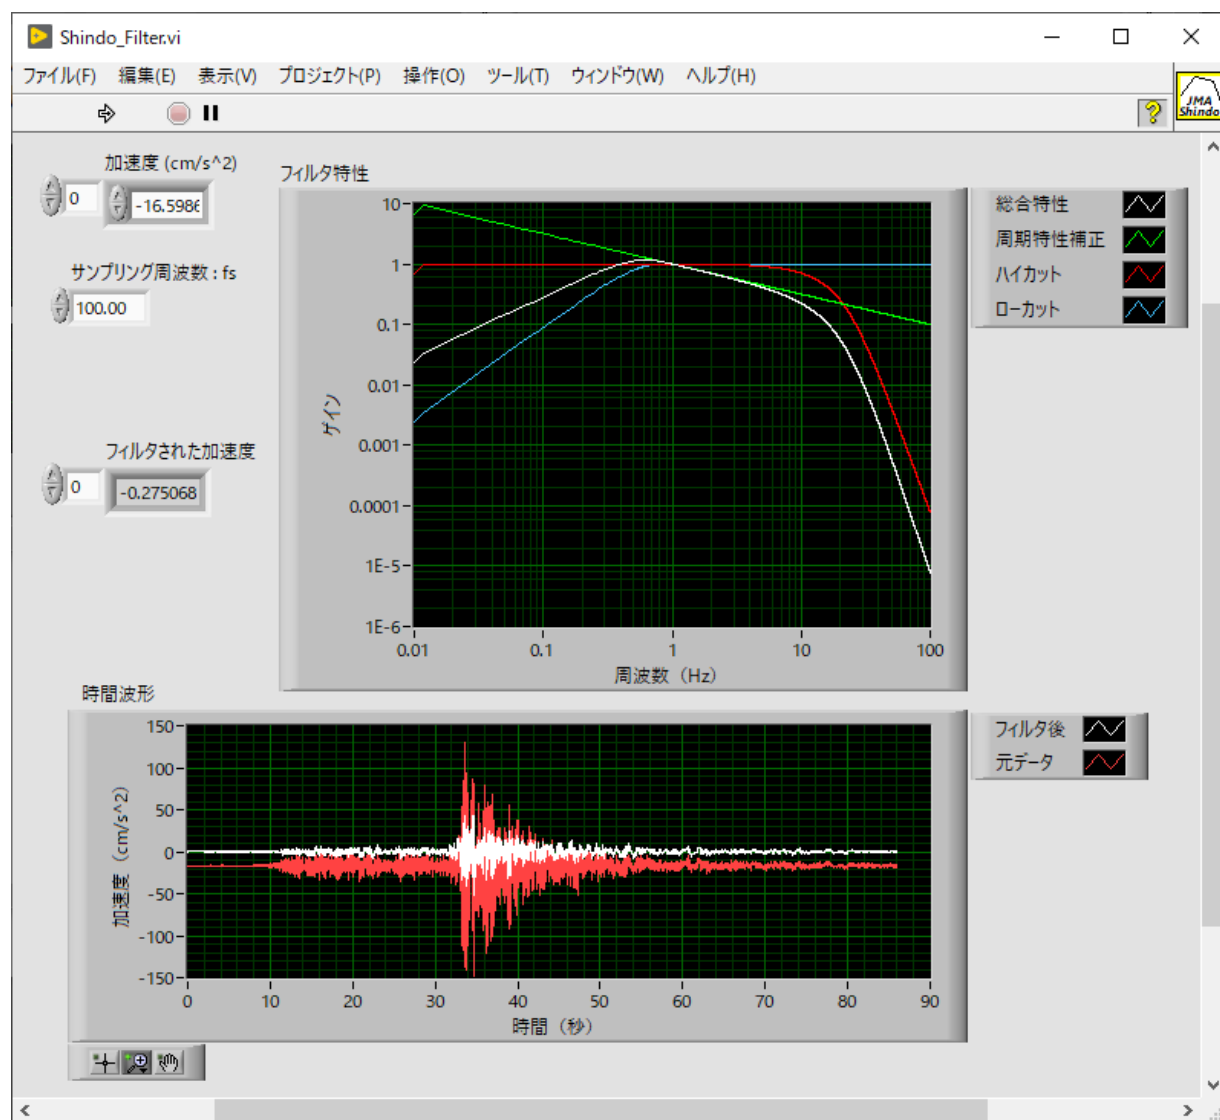 Shindo_Filter.vi
ファイル(F) 編集(E) 表示(V) プロジェクト(P) 操作(O) ツール(T) ウィンドウ(W) ヘルプ(H)
?
JMA
Shindo
加速度 (cm/s^2)
0
-16.5986
サンプリング周波数 : fs
100.00
フィルタされた加速度
0
-0.275068
フィルタ特性
ゲイン
10
1
0.1
0.01
0.001
0.0001
1E-5
1E-6
0.01 0.1 1 10 100
周波数（Hz）
総合特性
周期特性補正
ハイカット
ローカット
時間波形
加速度（cm/s^2）
150
100
50
0
-50
-100
-150
0 10 20 30 40 50 60 70 80 90
時間（秒）
フィルタ後
元データ